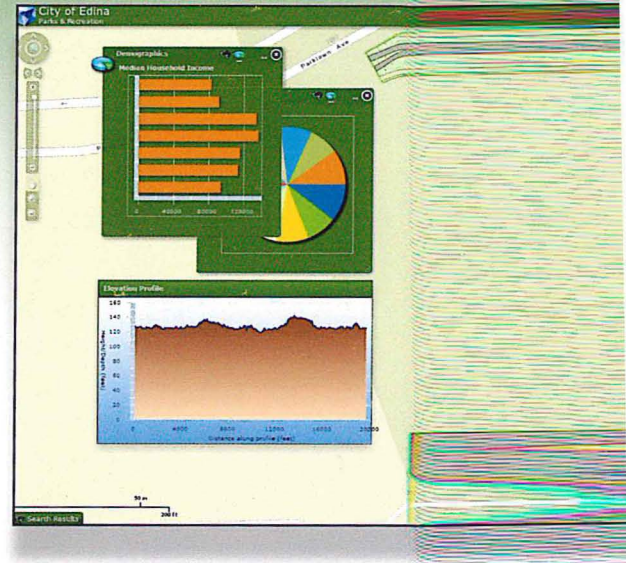 City of Edina
Parks & Recreation
Parklawn Ave
Demographics
Median Household Income
0 40000 80000 120000
Elevation Profile
160
140
120
100
80
60
40
20
0
Height/Depth (feet)
0 4000 8000 12000 16000 20000
Distance along profile (feet)
50 m
200 ft
Search Results